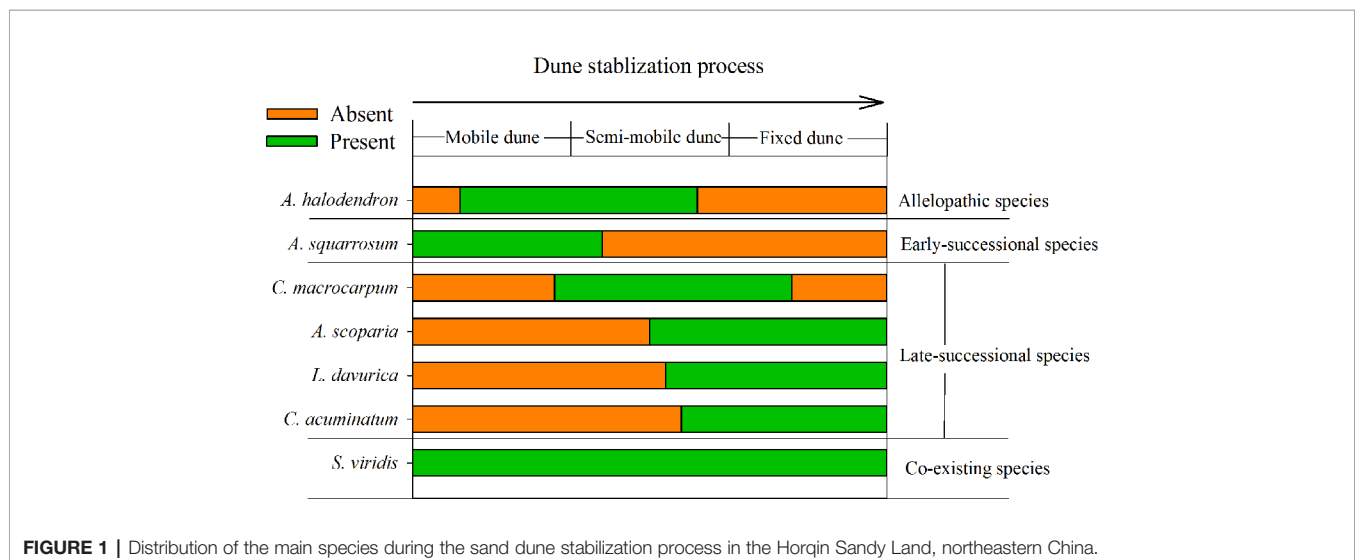 Dune stablization process
Absent
Present
Mobile dune
Semi-mobile dune
Fixed dune
A. halodendron
Allelopathic species
A. squarrosum
Early-successional species
C. macrocarpum
A. scoparia
Late-successional species
L. davurica
C. acuminatum
S. viridis
Co-existing species
FIGURE 1 | Distribution of the main species during the sand dune stabilization process in the Horqin Sandy Land, northeastern China.